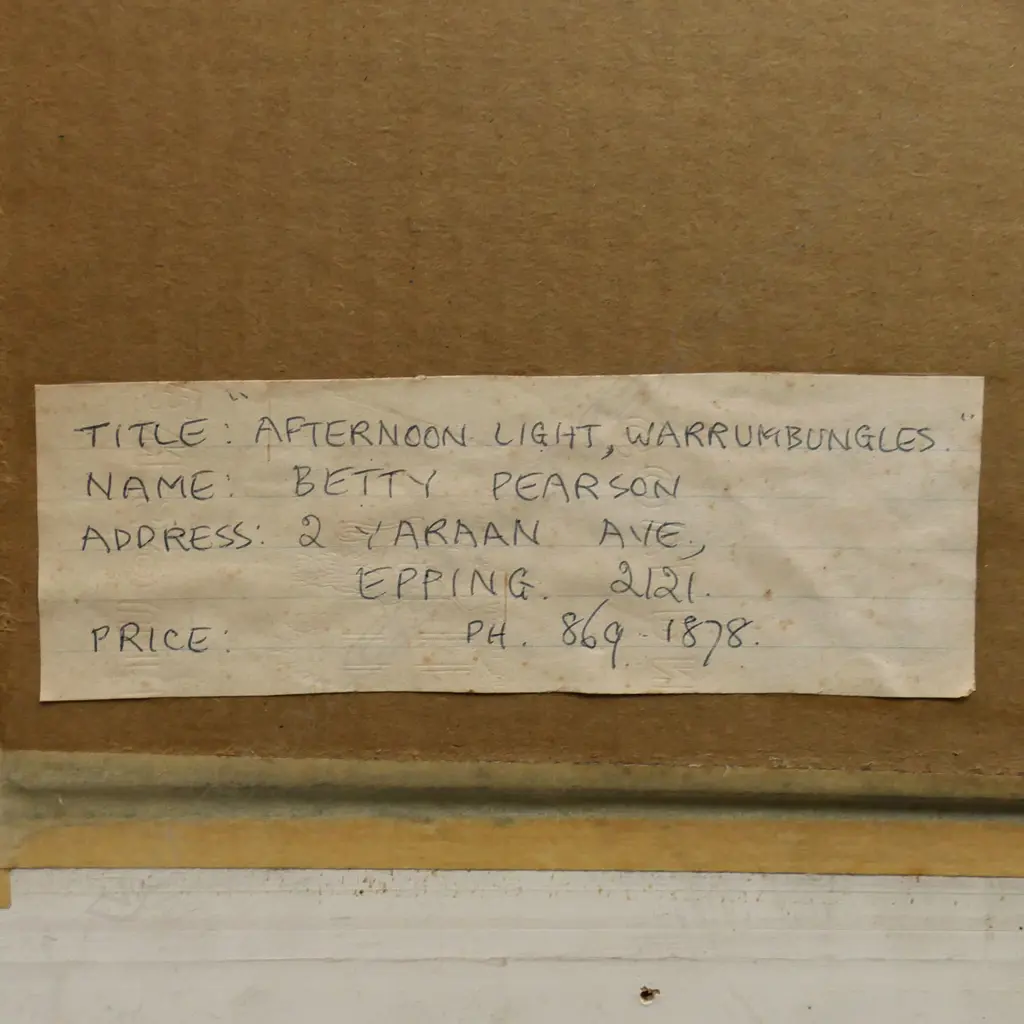 TITLE: "AFTERNOON LIGHT, WARRUMBUNGLES."
NAME: BETTY PEARSON
ADDRESS: 2 YARAAN AVE.,
EPPING. 2121.
PRICE: PH. 869.1878.